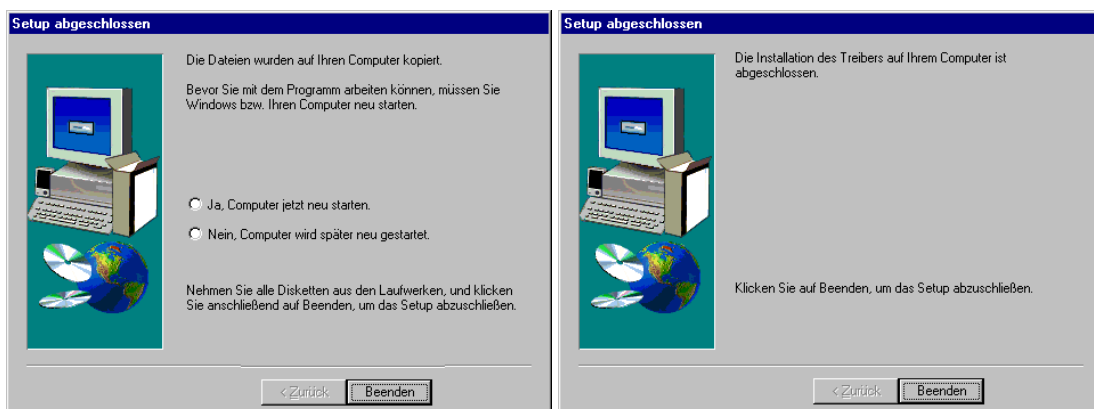 Setup abgeschlossen
Die Dateien wurden auf Ihren Computer kopiert.
Bevor Sie mit dem Programm arbeiten können, müssen Sie
Windows bzw. Ihren Computer neu starten.
Ja, Computer jetzt neu starten.
Nein, Computer wird später neu gestartet.
Nehmen Sie alle Disketten aus den Laufwerken, und klicken
Sie anschließend auf Beenden, um das Setup abzuschließen.
< Zurück
Beenden
Setup abgeschlossen
Die Installation des Treibers auf Ihrem Computer ist
abgeschlossen.
Klicken Sie auf Beenden, um das Setup abzuschließen.
< Zurück
Beenden